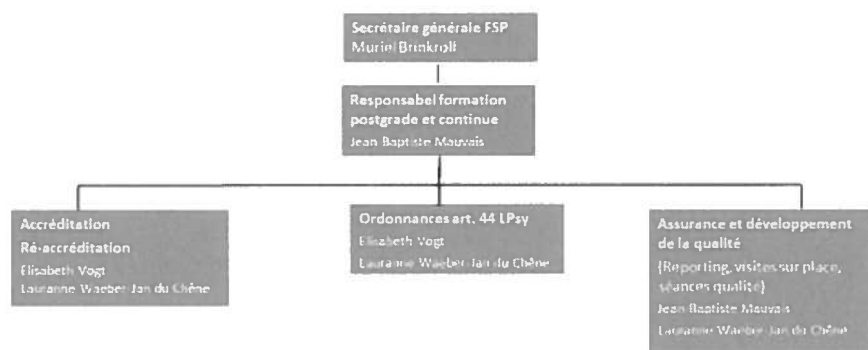 Secrétaire générale FSP
Muriel Brinkrolf
Responsabel formation
postgrade et continue
Jean Baptiste Mauvais
Accréditation
Ré-accréditation
Elisabeth Vogt
Lauranne Waeber-Jan du Chêne
Ordonnances art. 44 LPsy
Elisabeth Vogt
Lauranne Waeber-Jan du Chêne
Assurance et développement
de la qualité
(Reporting, visites sur place,
séances qualité)
Jean Baptiste Mauvais
Lauranne Waeber-Jan du Chêne